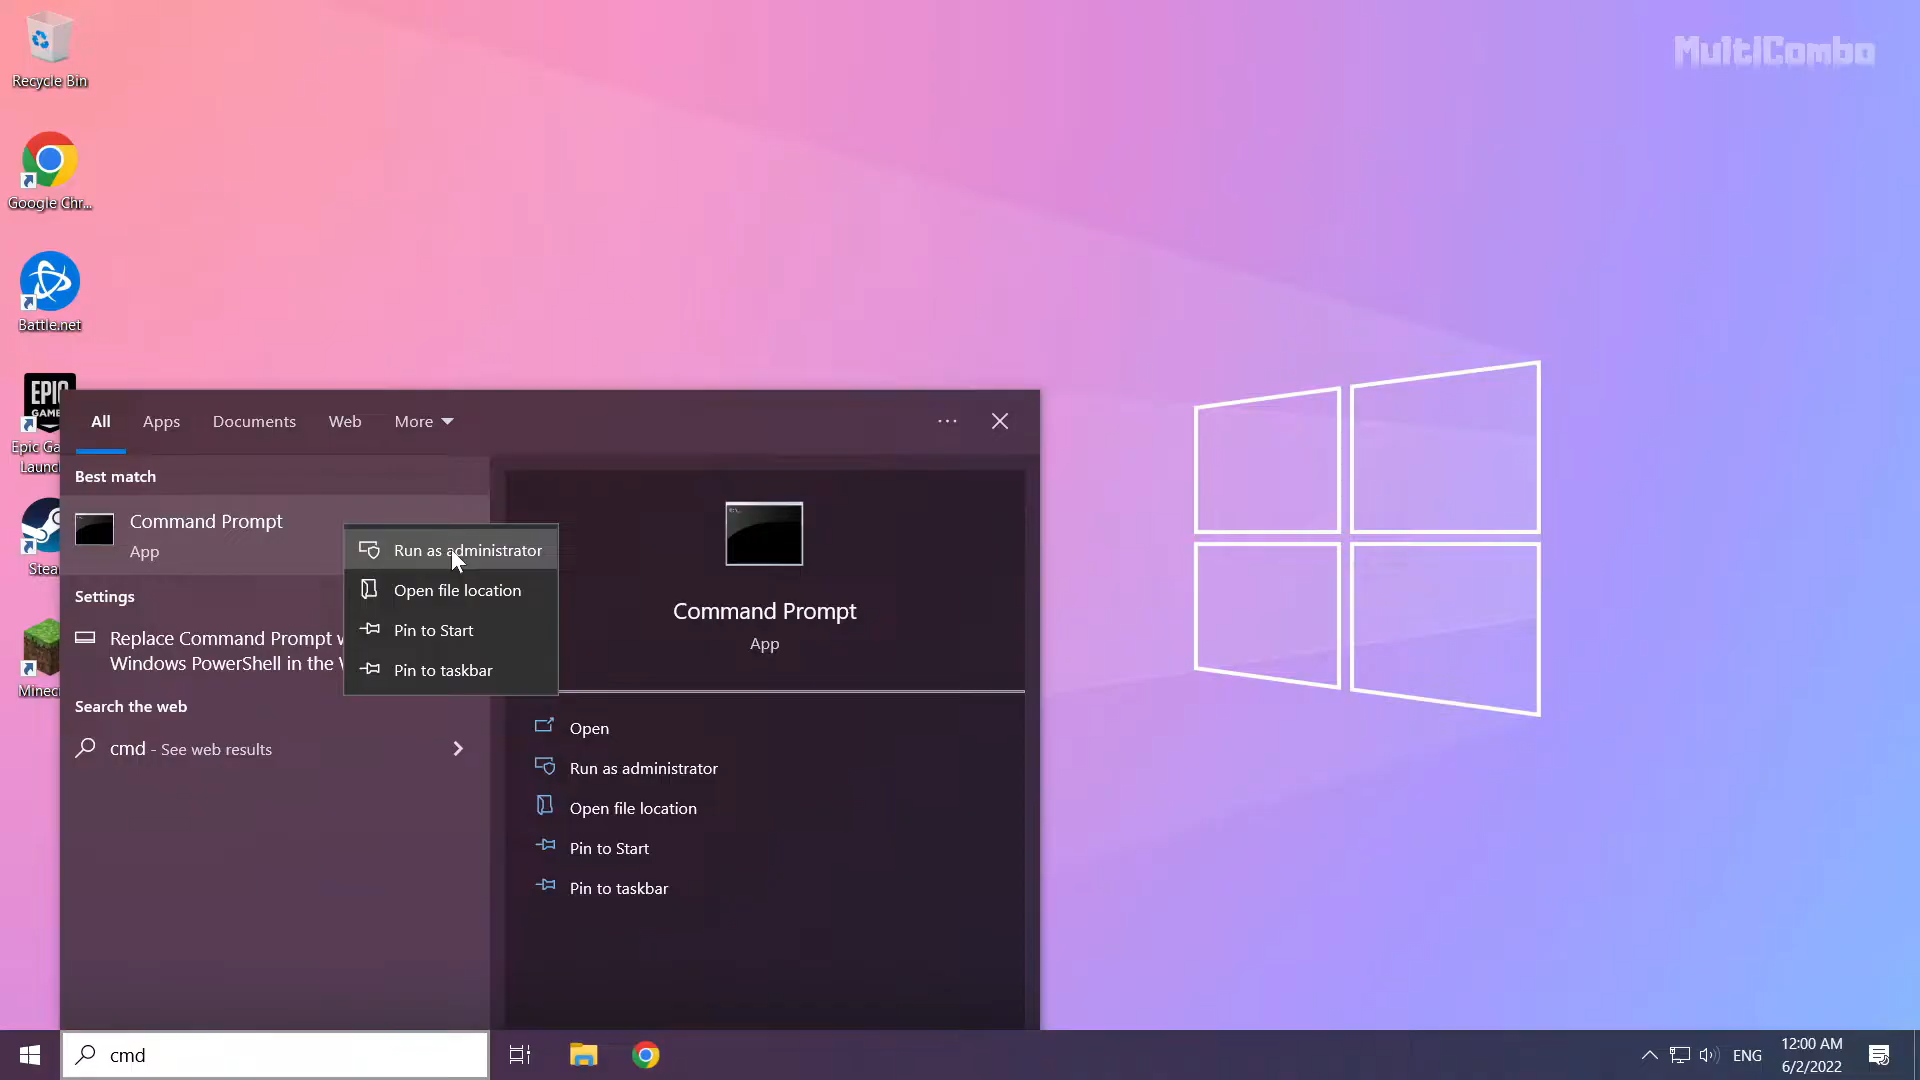 MultiCombo
Recycle Bin
Google Chr...
Battle.net
EPIC
GAM
Epic Ga
Launc
Stea
Minec
All
Apps
Documents
Web
More
Best match
Command Prompt
App
Settings
Replace Command Prompt w
Windows PowerShell in the
Search the web
cmd - See web results
Run as administrator
Open file location
Pin to Start
Pin to taskbar
Command Prompt
App
Open
Run as administrator
Open file location
Pin to Start
Pin to taskbar
cmd
ENG
12:00 AM
6/2/2022